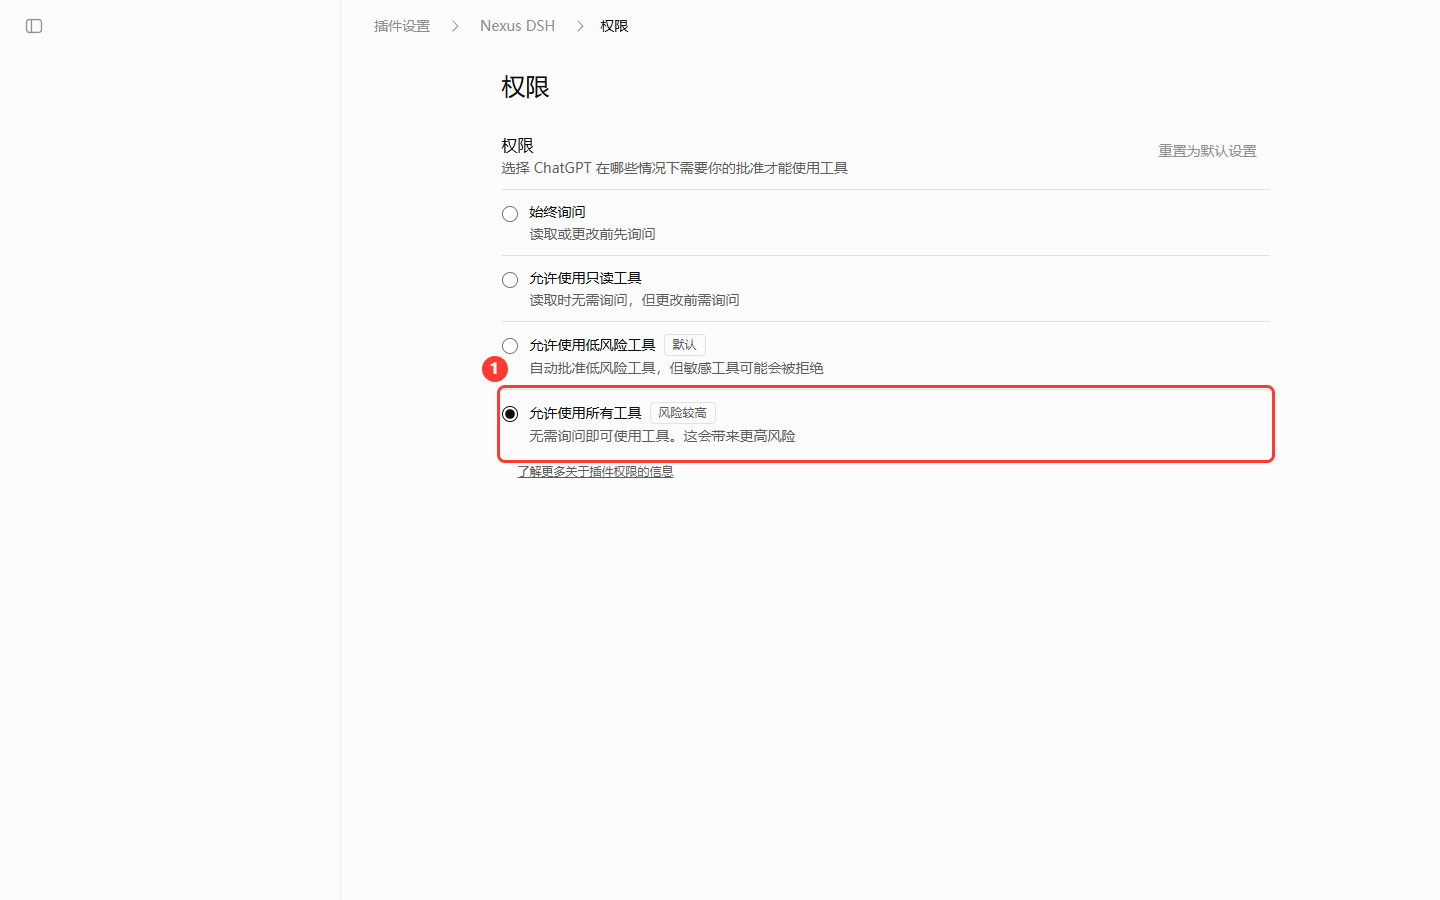 插件设置 > Nexus DSH > 权限
权限
权限
重置为默认设置
选择 ChatGPT 在哪些情况下需要你的批准才能使用工具
始终询问
读取或更改前先询问
允许使用只读工具
读取时无需询问，但更改前需询问
允许使用低风险工具 默认
自动批准低风险工具，但敏感工具可能会被拒绝
1
允许使用所有工具 风险较高
无需询问即可使用工具。这会带来更高风险
了解更多关于插件权限的信息